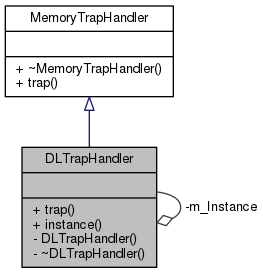 MemoryTrapHandler
+ ~MemoryTrapHandler()
+ trap()
DLTrapHandler
-m_Instance
+ trap()
+ instance()
- DLTrapHandler()
- ~DLTrapHandler()